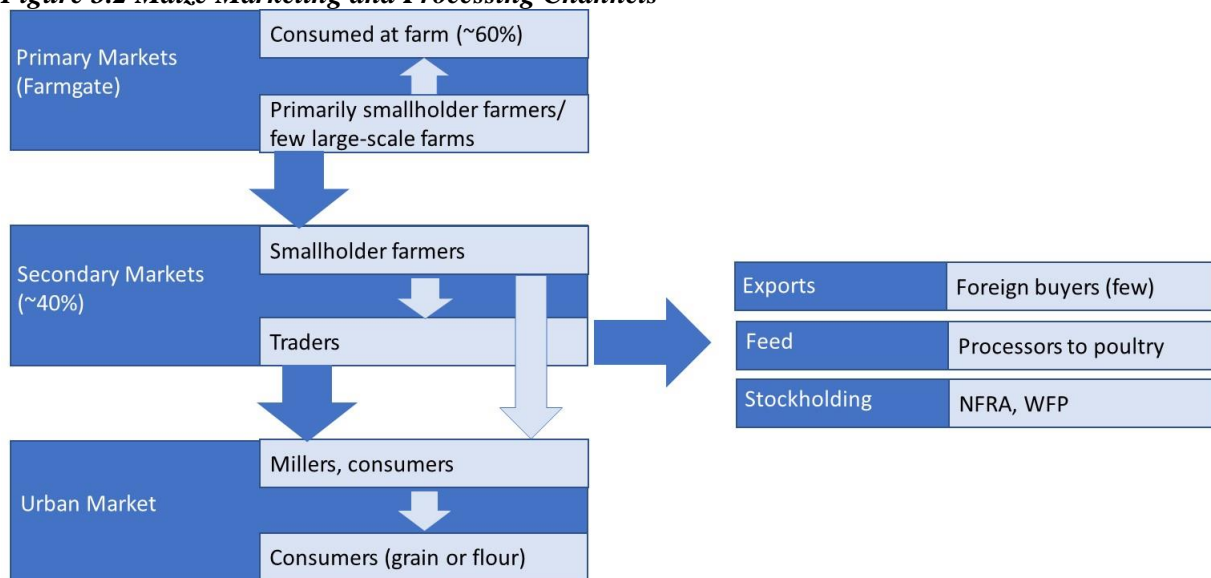 Figure 3.2 Maize Marketing and Processing Channels
Primary Markets
(Farmgate)
Consumed at farm (~60%)
Primarily smallholder farmers/
few large-scale farms
Secondary Markets
(~40%)
Smallholder farmers
Traders
Exports
Foreign buyers (few)
Feed
Processors to poultry
Stockholding
NFRA, WFP
Urban Market
Millers, consumers
Consumers (grain or flour)